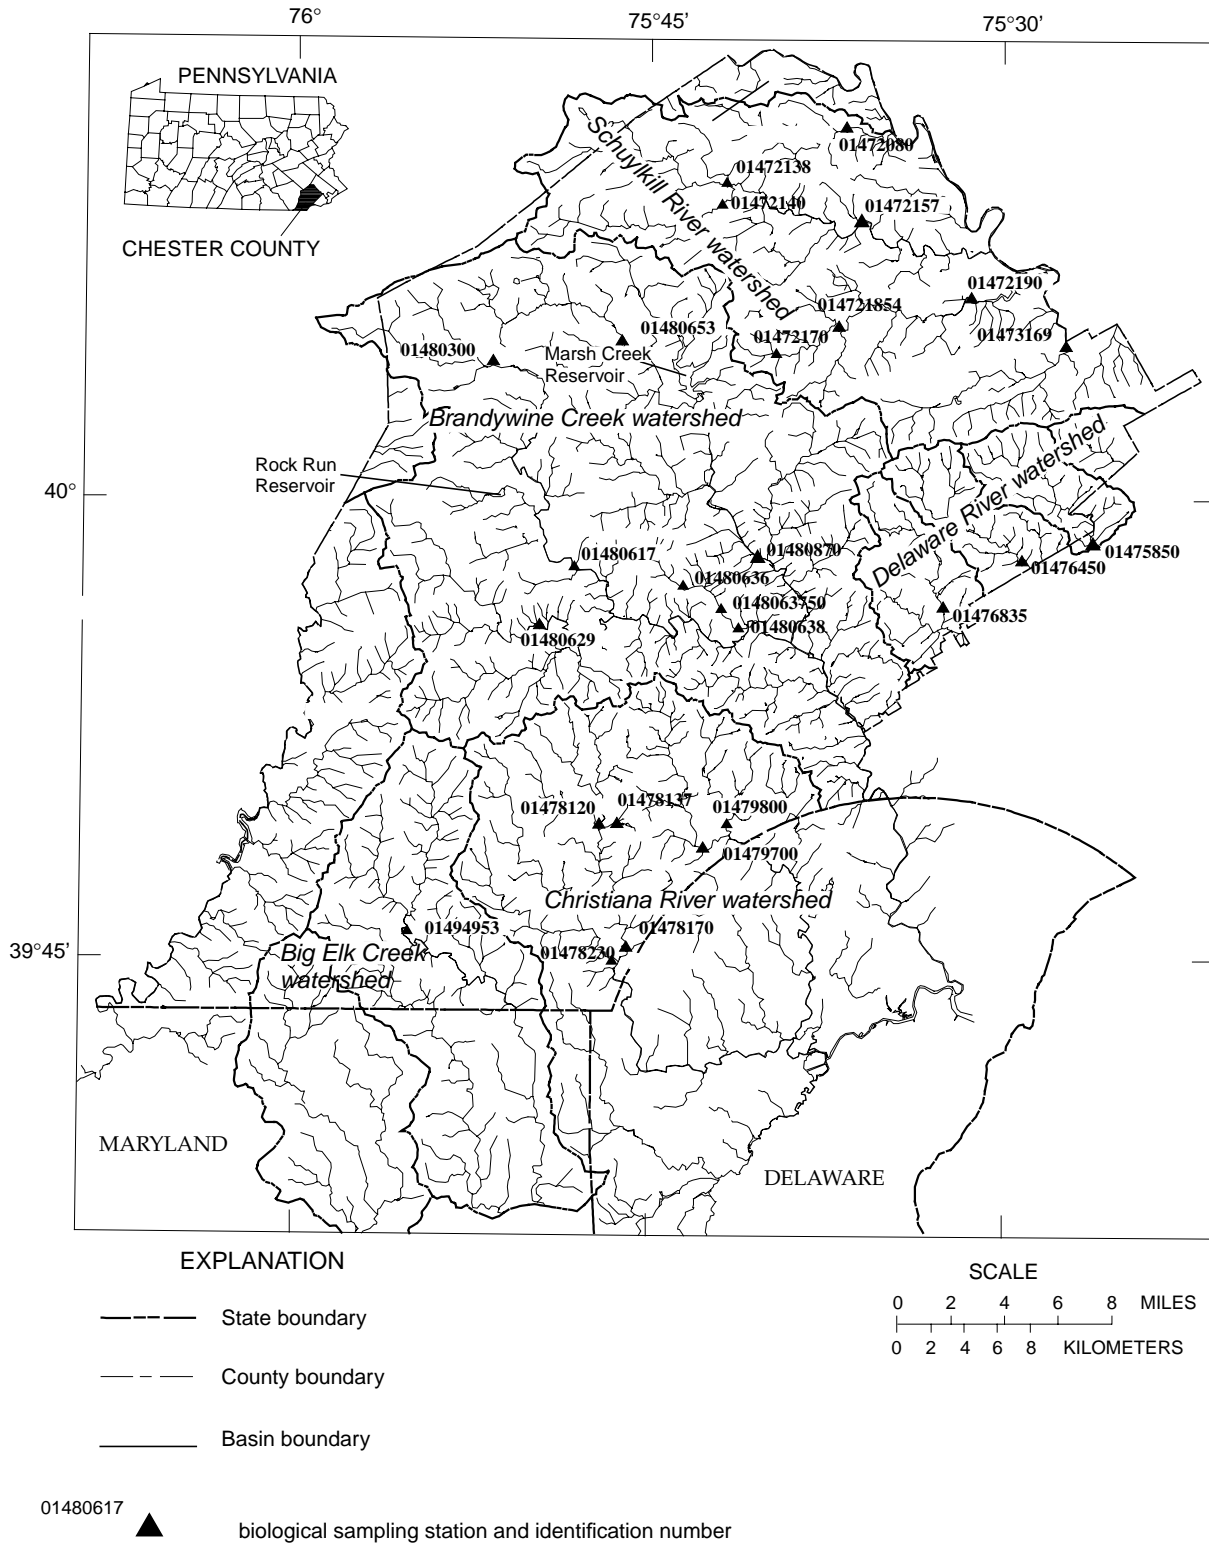 76°
75°45'
75°30'
PENNSYLVANIA
CHESTER COUNTY
Schuylkill River watershed
01472080
01472138
01472140
01472157
01472190
014721854
01473169
01472170
01480653
01480300
Marsh Creek
Reservoir
Brandywine Creek watershed
Rock Run
Reservoir
40°
Delaware River watershed
01475850
01476450
01476835
01480617
01480870
01480636
0148063750
01480638
01480629
01478120
01478137
01479800
01479700
Christiana River watershed
01494953
01478170
01478230
39°45'
Big Elk Creek
watershed
MARYLAND
DELAWARE
EXPLANATION
State boundary
County boundary
Basin boundary
01480617
biological sampling station and identification number
SCALE
0 2 4 6 8 MILES
0 2 4 6 8 KILOMETERS